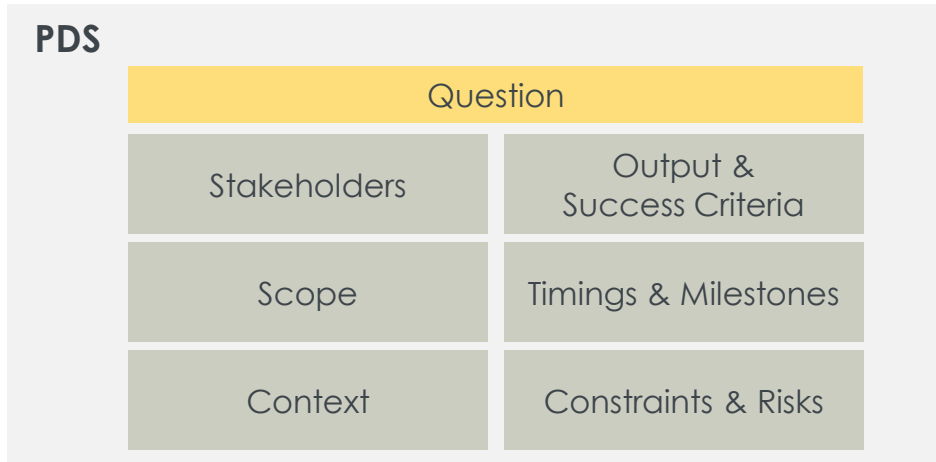 PDS
Question
Stakeholders
Output &
Success Criteria
Scope
Timings & Milestones
Context
Constraints & Risks